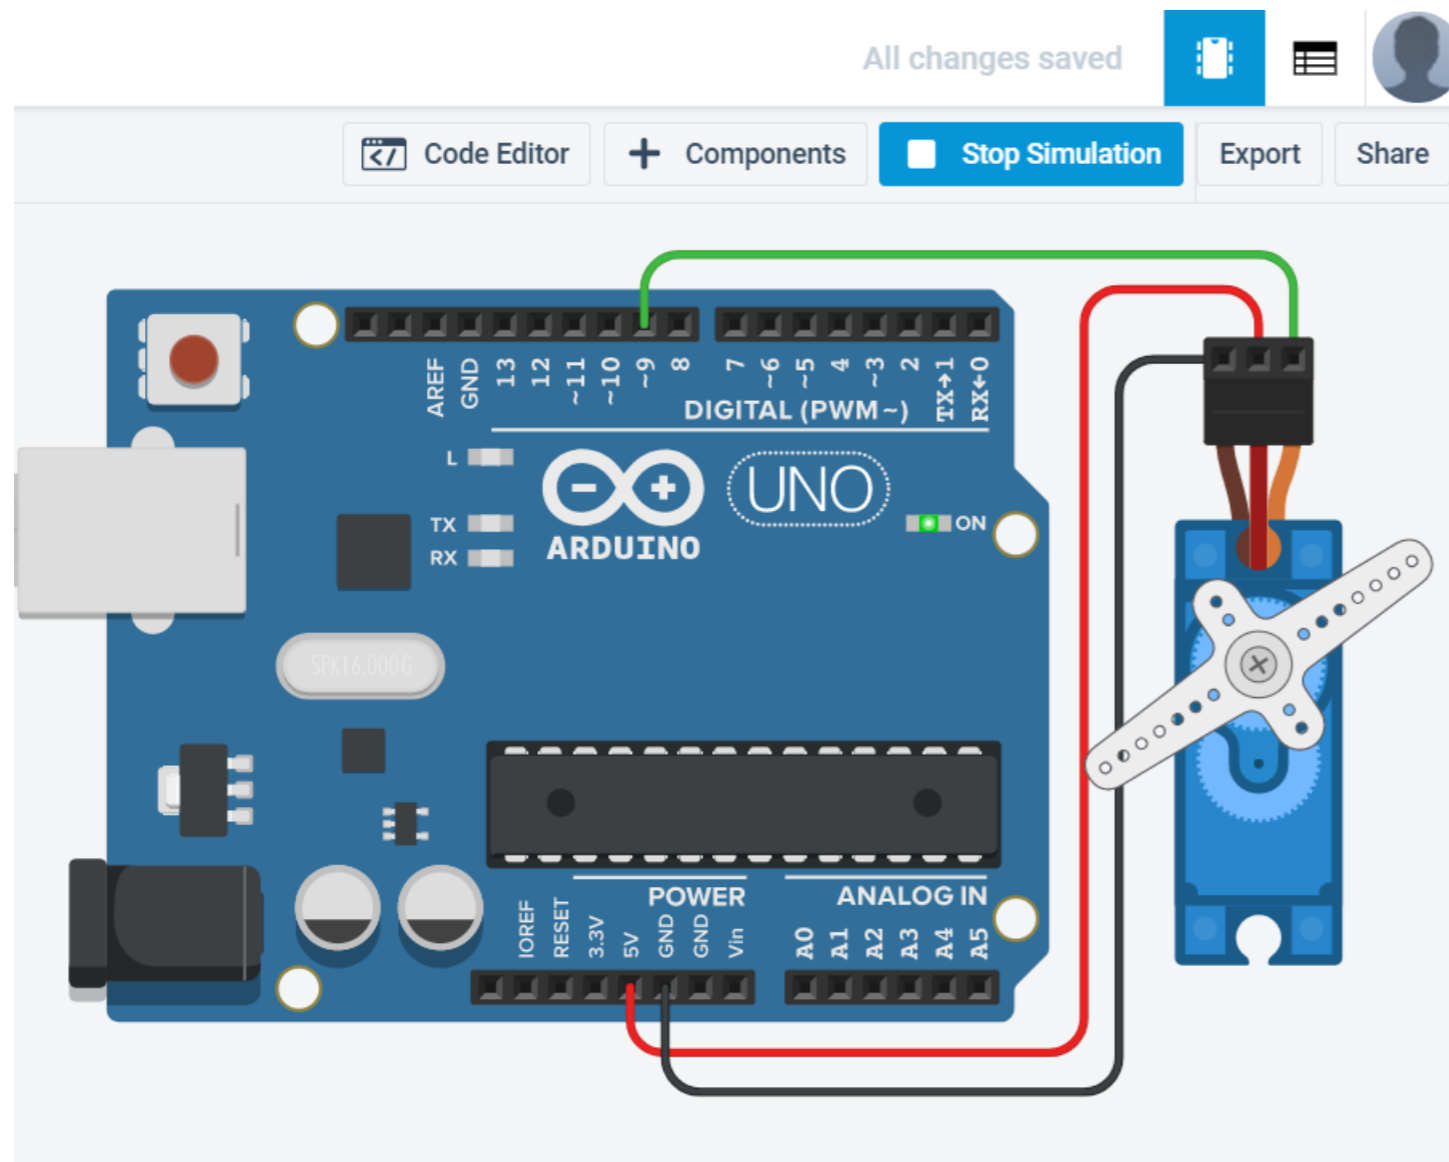 All changes saved
Code Editor
Components
Stop Simulation
Export
Share
AREF
GND
13
12
~11
~10
~9
8
7
~6
~5
4
~3
2
TX→1
RX←0
DIGITAL (PWM~)
L
TX
RX
UNO
ON
ARDUINO
SPK16.000G
POWER
ANALOG IN
IOREF
RESET
3.3V
5V
GND
GND
Vin
A0
A1
A2
A3
A4
A5